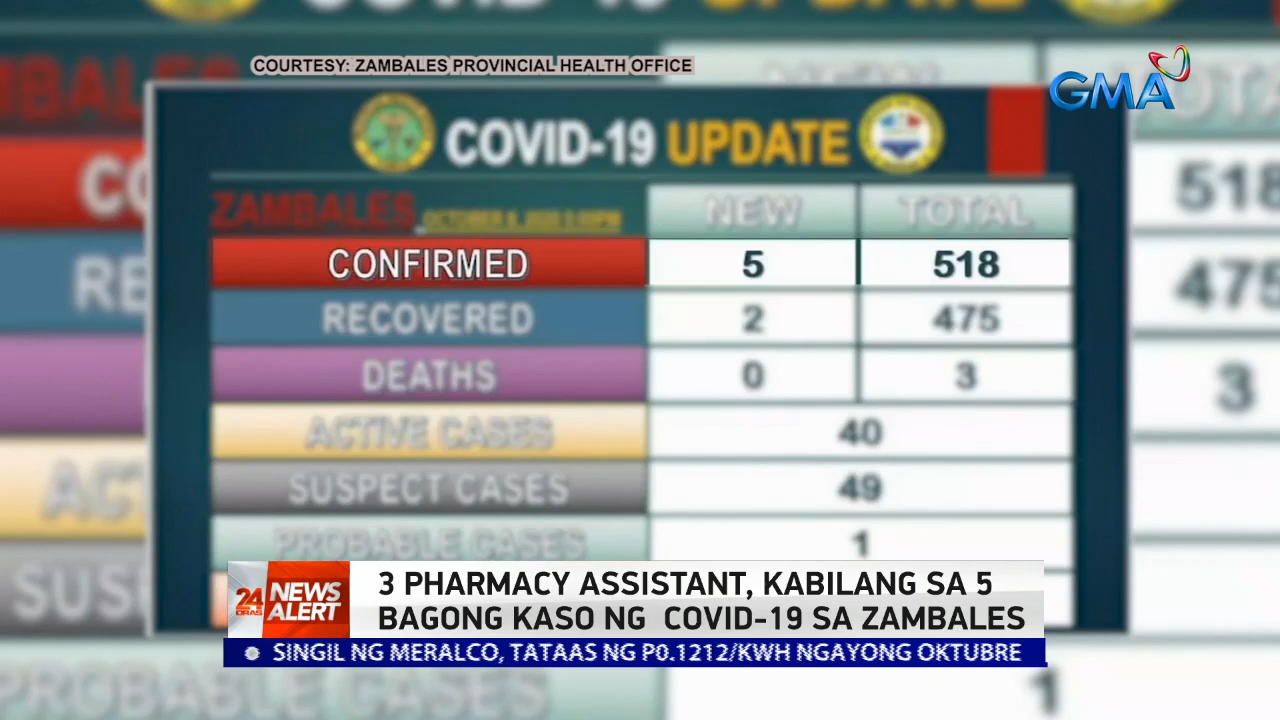 COURTESY: ZAMBALES PROVINCIAL HEALTH OFFICE
GMA
COVID-19 UPDATE
ZAMBALES NEW TOTAL
CONFIRMED 5 518
RECOVERED 2 475
DEATHS 0 3
ACTIVE CASES 40
SUSPECT CASES 49
PROBABLE CASES 1
24 ORAS NEWS ALERT
3 PHARMACY ASSISTANT, KABILANG SA 5
BAGONG KASO NG COVID-19 SA ZAMBALES
SINGIL NG MERALCO, TATAAS NG P0.1212/KWH NGAYONG OKTUBRE